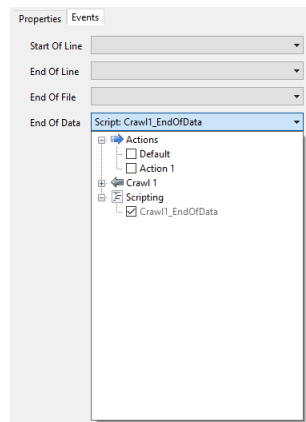 Properties Events
Start Of Line
End Of Line
End Of File
End Of Data Script: Crawl1_EndOfData
Actions
Default
Action 1
Crawl 1
Scripting
Crawl1_EndOfData